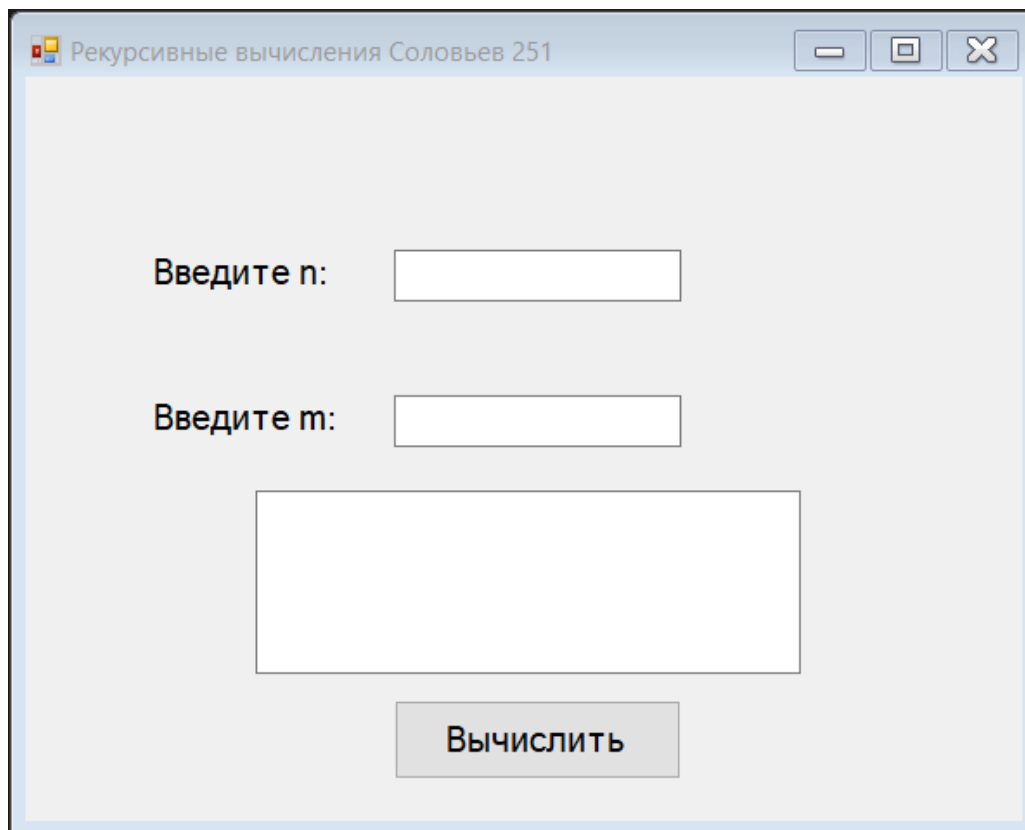 Рекурсивные вычисления Соловьев 251
Введите n:
Введите m:
Вычислить